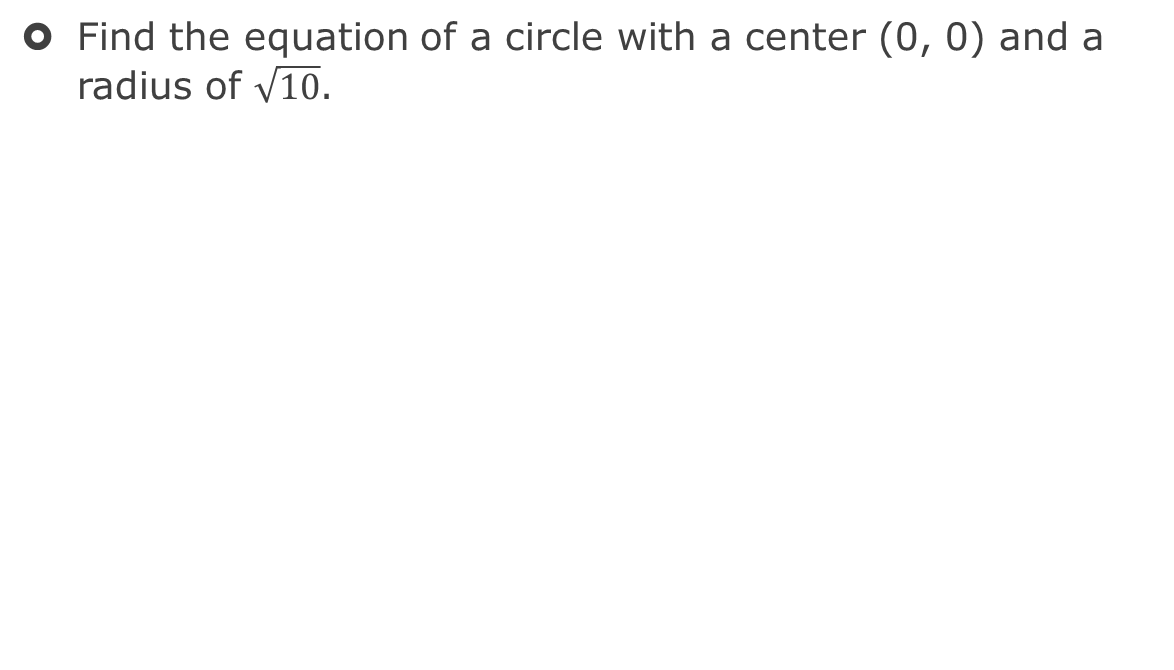 Find the equation of a circle with a center (0, 0) and a
radius of √10.